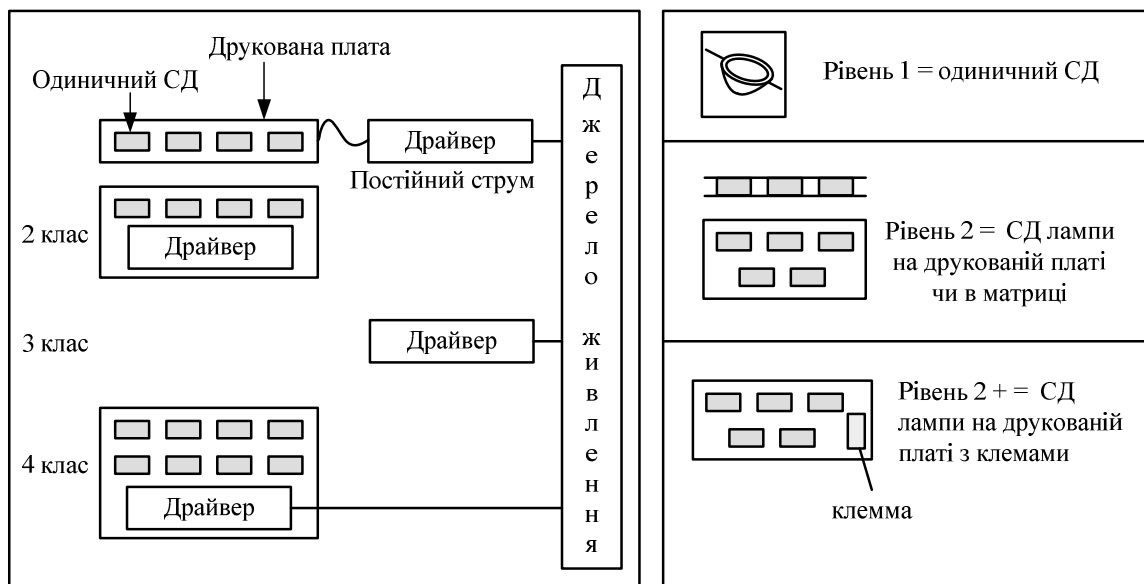 Друкована плата
Одиничний СД
Драйвер
Постійний струм
2 клас
Драйвер
3 клас
Драйвер
4 клас
Драйвер
Джерело живлення
Рівень 1 = одиничний СД
Рівень 2 = СД лампи
на друкованій платі
чи в матриці
Рівень 2 + = СД
лампи на друкованій
платі з клемами
клемма